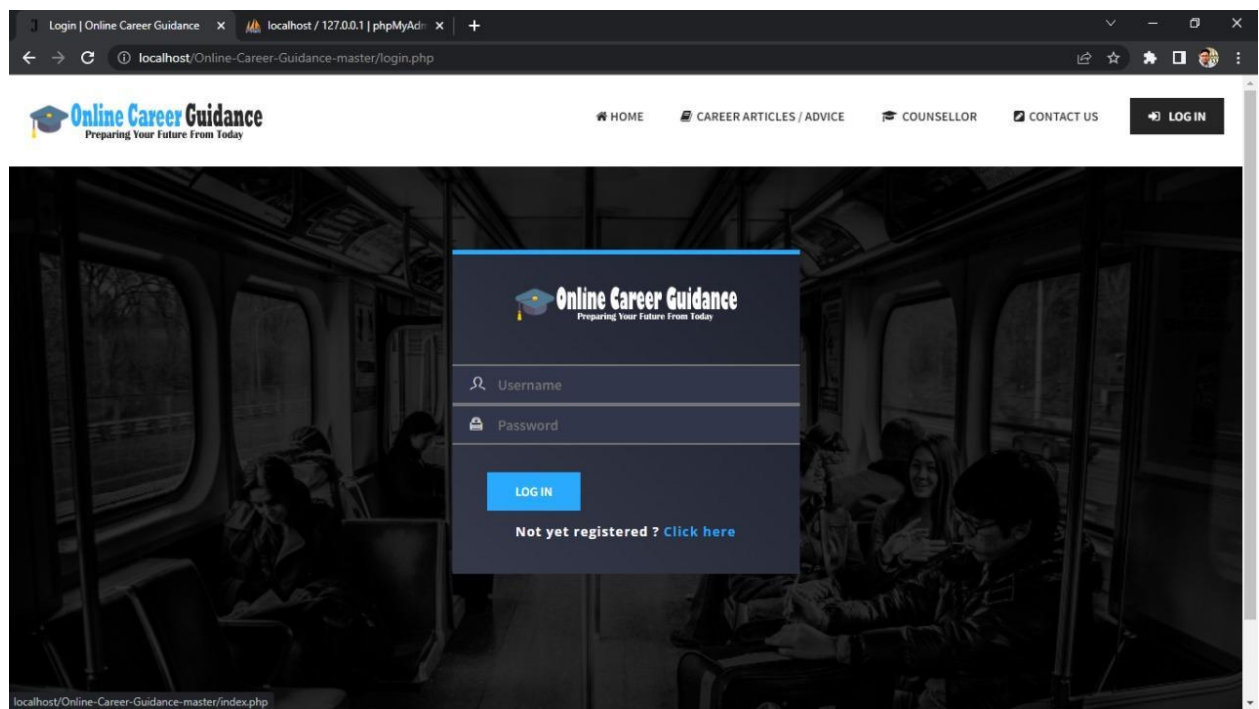 Login | Online Career Guidance
localhost / 127.0.0.1 | phpMyAdm
localhost/Online-Career-Guidance-master/login.php
Online Career Guidance
Preparing Your Future From Today
HOME CAREER ARTICLES / ADVICE COUNSELLOR CONTACT US LOG IN
Online Career Guidance
Preparing Your Future From Today
Username
Password
LOG IN
Not yet registered ? Click here
localhost/Online-Career-Guidance-master/index.php